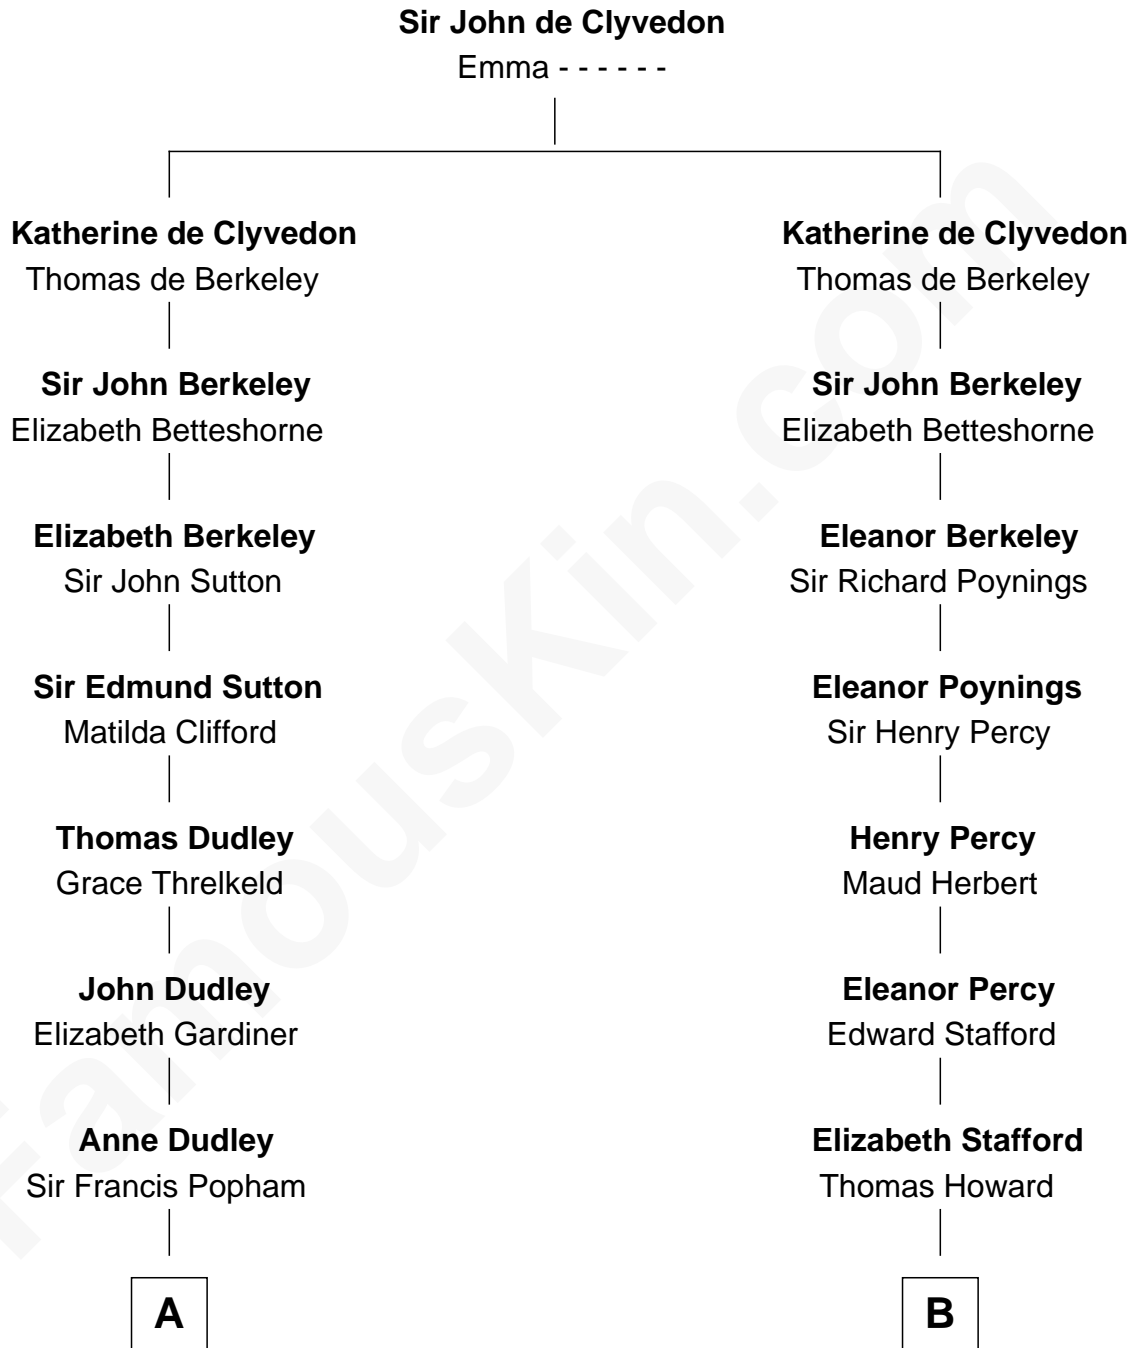 Sir John de Clyvedon
Emma - - - - - -
Katherine de Clyvedon
Thomas de Berkeley
Katherine de Clyvedon
Thomas de Berkeley
Sir John Berkeley
Elizabeth Betteshorne
Sir John Berkeley
Elizabeth Betteshorne
Elizabeth Berkeley
Sir John Sutton
Eleanor Berkeley
Sir Richard Poynings
Sir Edmund Sutton
Matilda Clifford
Eleanor Poynings
Sir Henry Percy
Thomas Dudley
Grace Threlkeld
Henry Percy
Maud Herbert
John Dudley
Elizabeth Gardiner
Eleanor Percy
Edward Stafford
Anne Dudley
Sir Francis Popham
Elizabeth Stafford
Thomas Howard
A
B
FamousKin.com